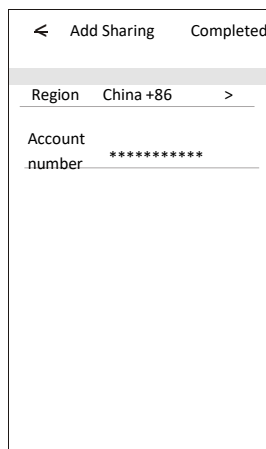 < Add Sharing Completed
Region China +86 >
Account
number ***********